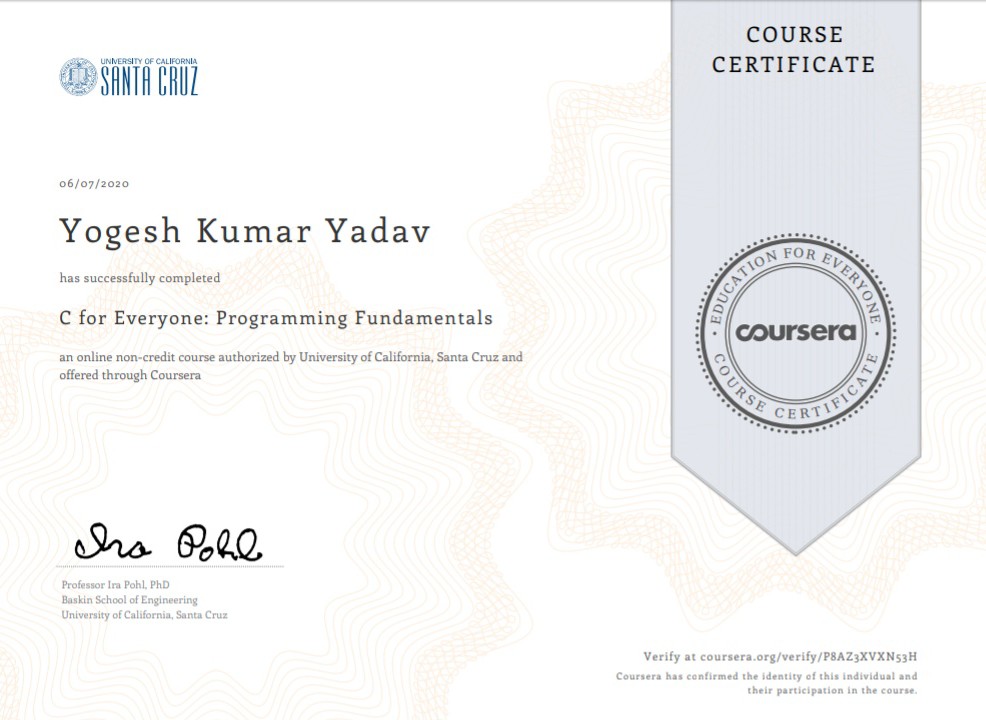 UNIVERSITY OF CALIFORNIA
SANTA CRUZ
COURSE
CERTIFICATE
06/07/2020
Yogesh Kumar Yadav
has successfully completed
C for Everyone: Programming Fundamentals
an online non-credit course authorized by University of California, Santa Cruz and
offered through Coursera
EDUCATION FOR EVERYONE
coursera
COURSE CERTIFICATE
Ira Pohl
Professor Ira Pohl, PhD
Baskin School of Engineering
University of California, Santa Cruz
Verify at coursera.org/verify/P8AZ3XVXN53H
Coursera has confirmed the identity of this individual and
their participation in the course.